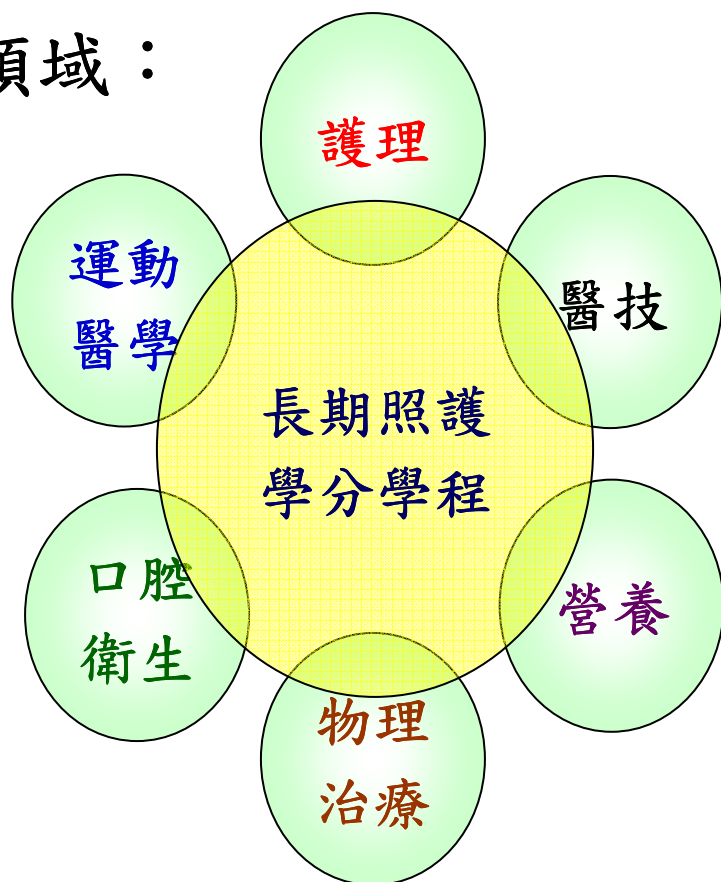 領域：
護理
運動
醫學
醫技
長期照護
學分學程
口腔
衛生
營養
物理
治療